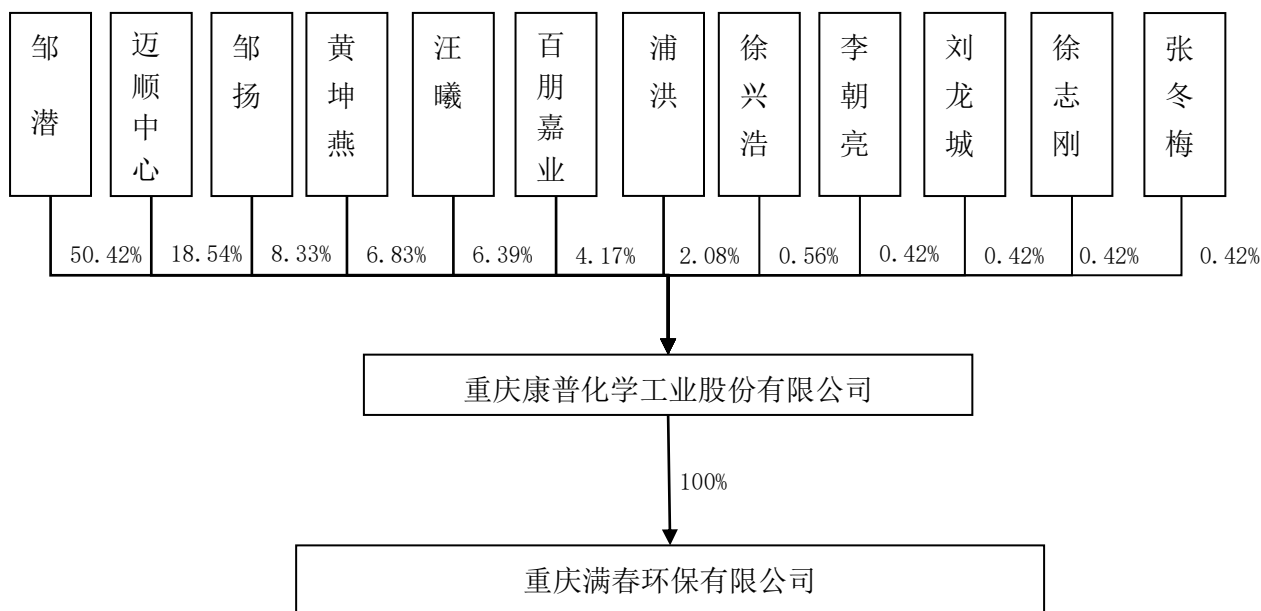 邹潜
迈顺中心
邹扬
黄坤燕
汪曦
百朋嘉业
浦洪
徐兴浩
李朝亮
刘龙城
徐志刚
张冬梅
50.42%
18.54%
8.33%
6.83%
6.39%
4.17%
2.08%
0.56%
0.42%
0.42%
0.42%
0.42%
重庆康普化学工业股份有限公司
100%
重庆满春环保有限公司